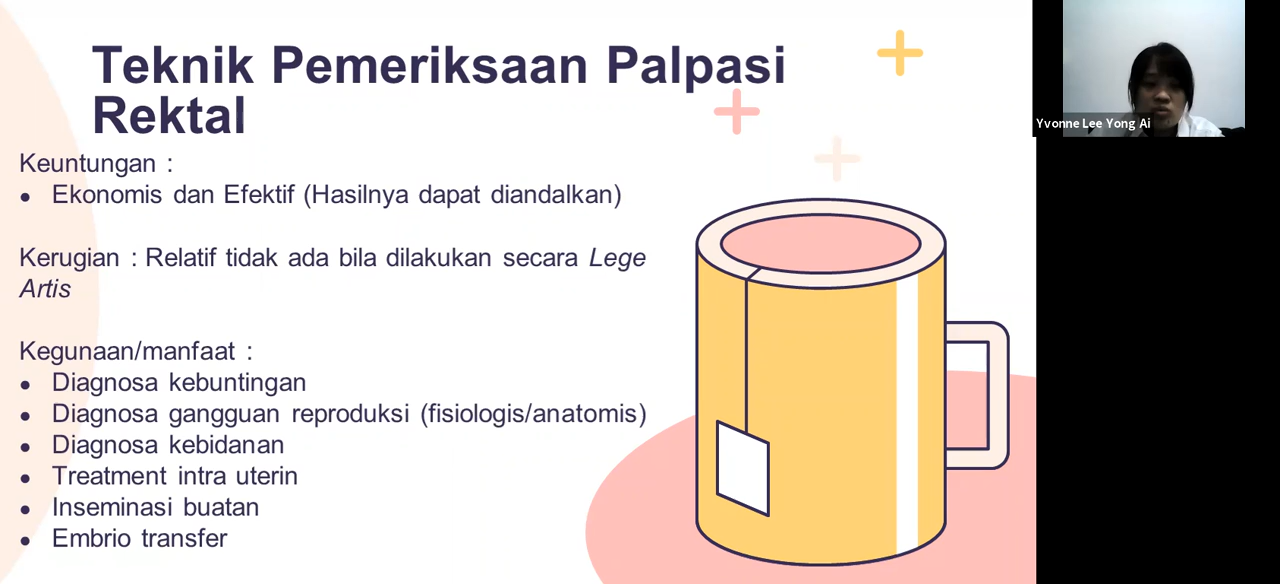 Teknik Pemeriksaan Palpasi
Rektal
Keuntungan :
● Ekonomis dan Efektif (Hasilnya dapat diandalkan)
Kerugian : Relatif tidak ada bila dilakukan secara Lege
Artis
Kegunaan/manfaat :
● Diagnosa kebuntingan
● Diagnosa gangguan reproduksi (fisiologis/anatomis)
● Diagnosa kebidanan
● Treatment intra uterin
● Inseminasi buatan
● Embrio transfer
Yvonne Lee Yong Ai